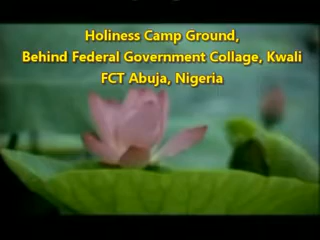 Holiness Camp Ground,
Behind Federal Government Collage, Kwali
FCT Abuja, Nigeria